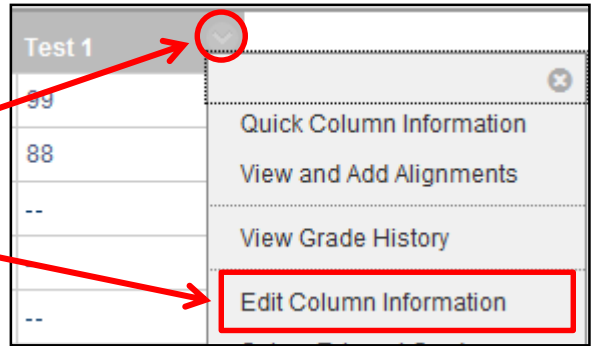 Test 1
99
Quick Column Information
88
View and Add Alignments
--
View Grade History
Edit Column Information
--